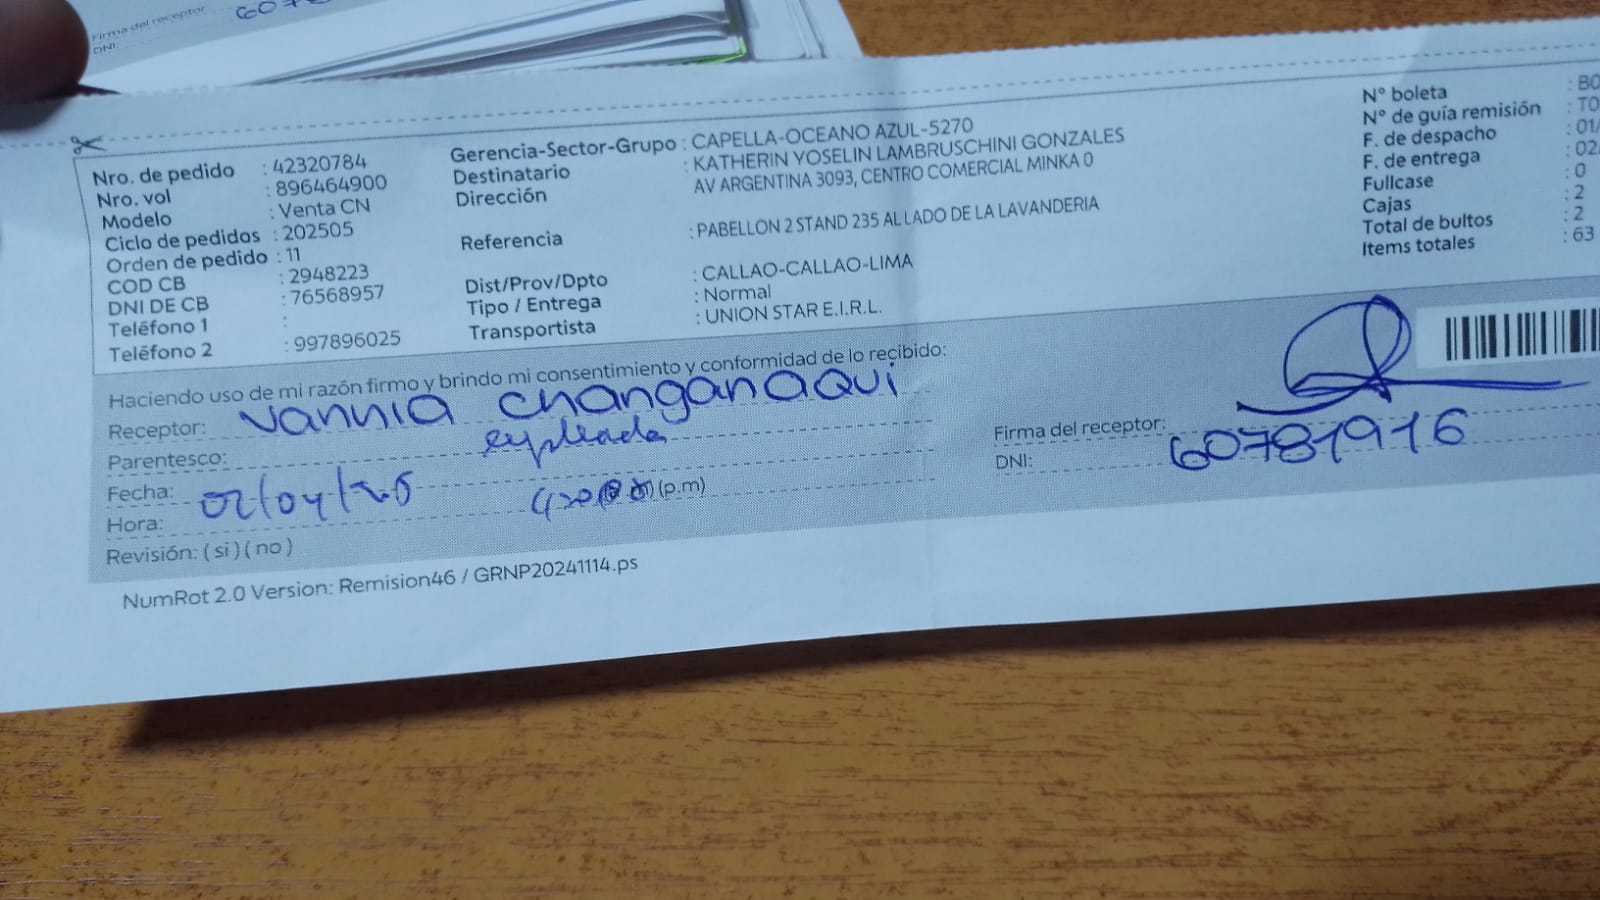 Firma del receptor
DNI:
Nro. de pedido : 42320784
Nro. vol : 896464900
Modelo : Venta CN
Ciclo de pedidos : 202505
Orden de pedido : 11
COD CB : 2948223
DNI DE CB : 76568957
Teléfono 1 :
Teléfono 2 : 997896025
Gerencia-Sector-Grupo : CAPELLA-OCEANO AZUL-5270
Destinatario : KATHERIN YOSELIN LAMBRUSCHINI GONZALES
Dirección AV ARGENTINA 3093, CENTRO COMERCIAL MINKA 0
Referencia : PABELLON 2 STAND 235 AL LADO DE LA LAVANDERIA
Dist/Prov/Dpto : CALLAO-CALLAO-LIMA
Tipo / Entrega : Normal
Transportista : UNION STAR E.I.R.L.
N° boleta : B0
N° de guía remisión : T0
F. de despacho : 01/
F. de entrega : 02
Fullcase : 0
Cajas : 2
Total de bultos : 2
Items totales : 63
Haciendo uso de mi razón firmo y brindo mi consentimiento y conformidad de lo recibido:
Receptor: vannia changanaqui
Parentesco: empleada
Fecha: 02/04/25
Hora: (p.m)
Revisión: ( si ) ( no )
Firma del receptor:
DNI: 60781916
NumRot 2.0 Version: Remision46 / GRNP20241114.ps